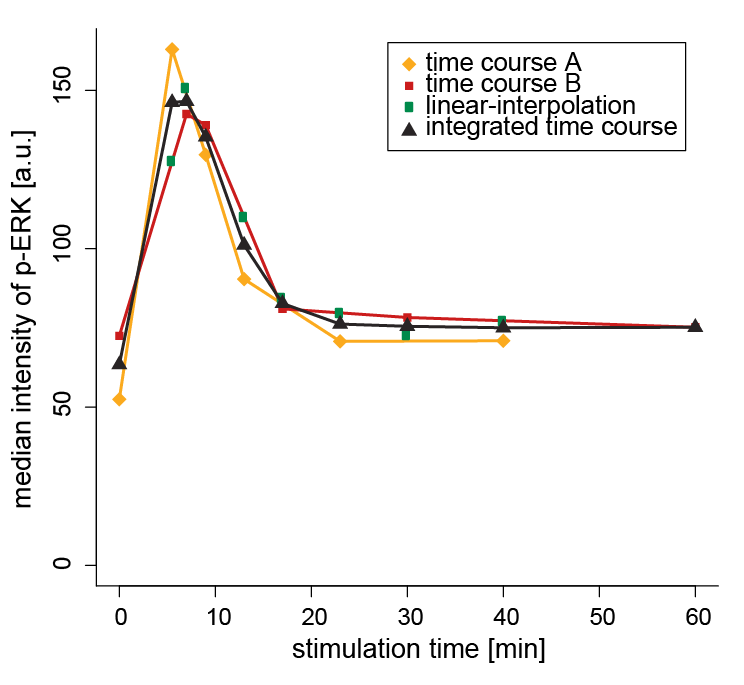 time course A
time course B
linear-interpolation
integrated time course
median intensity of p-ERK [a.u.]
150
100
50
0
0 10 20 30 40 50 60
stimulation time [min]